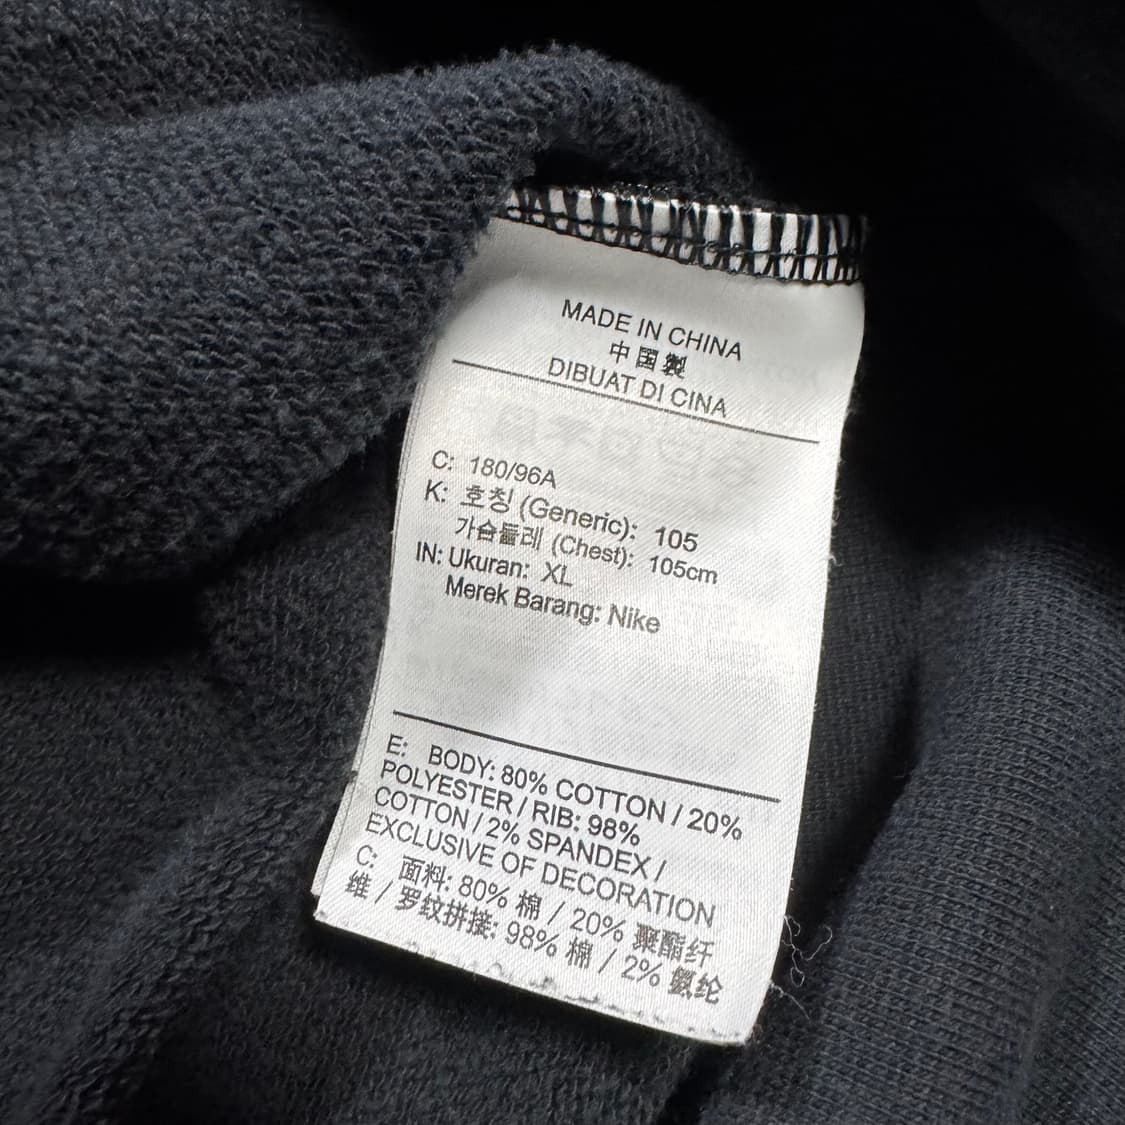 MADE IN CHINA
中国製
DIBUAT DI CINA
C: 180/96A
K: 호칭 (Generic): 105
가슴둘레 (Chest): 105cm
IN: Ukuran: XL
Merek Barang: Nike
E: BODY: 80% COTTON / 20%
POLYESTER / RIB: 98%
COTTON / 2% SPANDEX /
EXCLUSIVE OF DECORATION
C: 面料: 80% 棉 / 20% 聚酯纤
维 / 罗纹拼接: 98% 棉 / 2% 氨纶